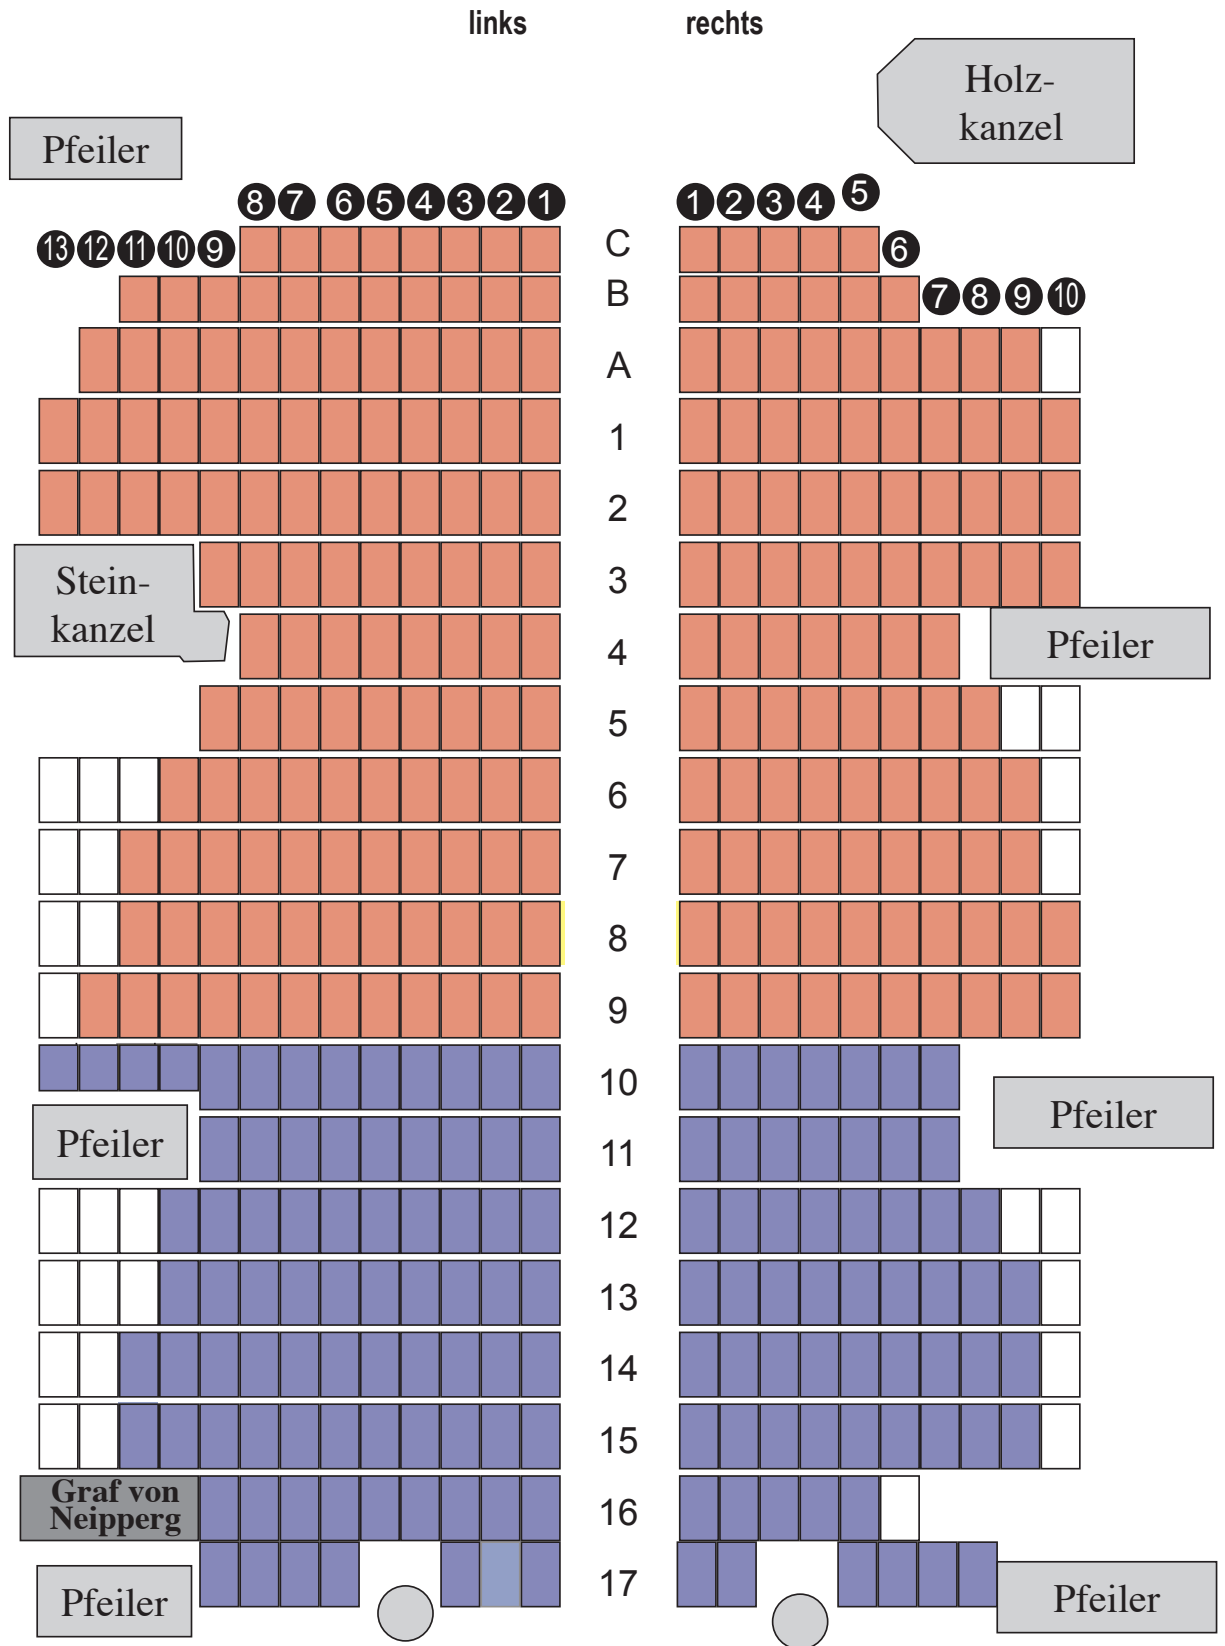 links rechts
Holz-
kanzel
Pfeiler
8 7 6 5 4 3 2 1 1 2 3 4 5
C
13 12 11 10 9 6
B
7 8 9 10
A
1
2
3
Stein-
kanzel
4
Pfeiler
5
6
7
8
9
10
Pfeiler
Pfeiler
11
12
13
14
15
Graf von
Neipperg
16
17
Pfeiler
Pfeiler